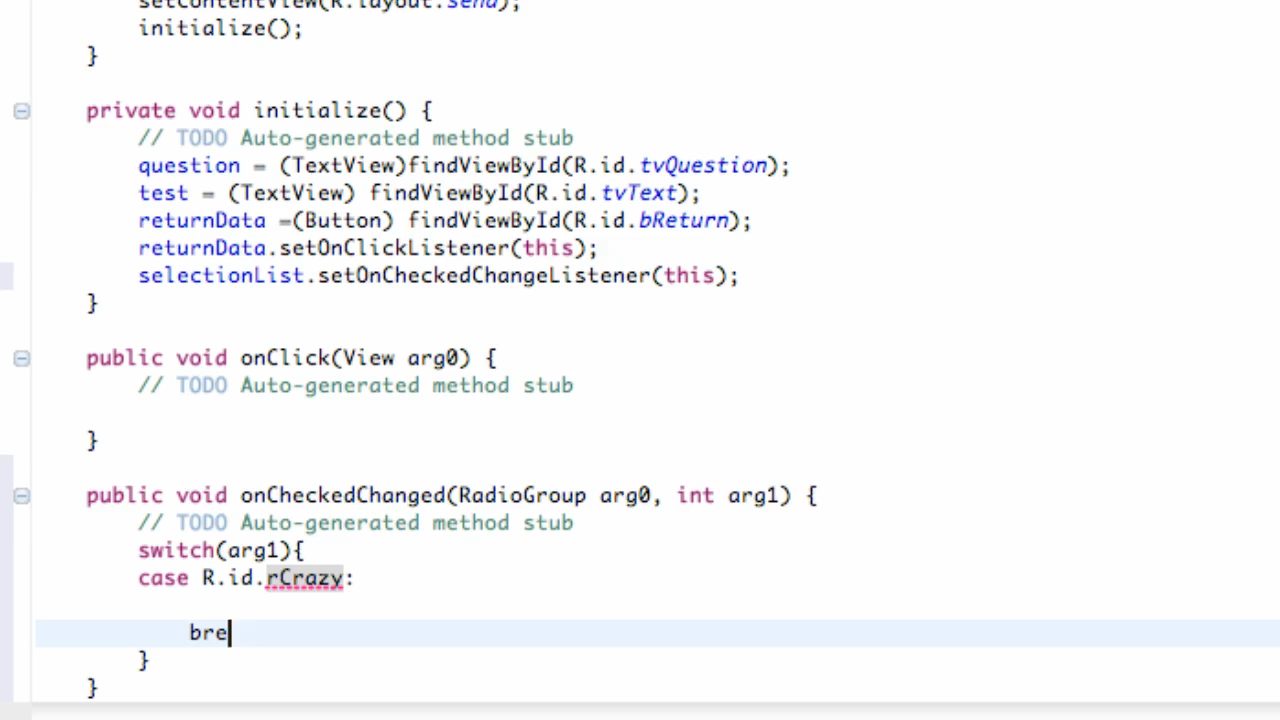 setContentView(R.layout.send);
initialize();
}
private void initialize() {
// TODO Auto-generated method stub
question = (TextView)findViewById(R.id.tvQuestion);
test = (TextView) findViewById(R.id.tvText);
returnData =(Button) findViewById(R.id.bReturn);
returnData.setOnClickListener(this);
selectionList.setOnCheckedChangeListener(this);
}
public void onClick(View arg0) {
// TODO Auto-generated method stub
}
public void onCheckedChanged(RadioGroup arg0, int arg1) {
// TODO Auto-generated method stub
switch(arg1){
case R.id.rCrazy:
bre
}
}